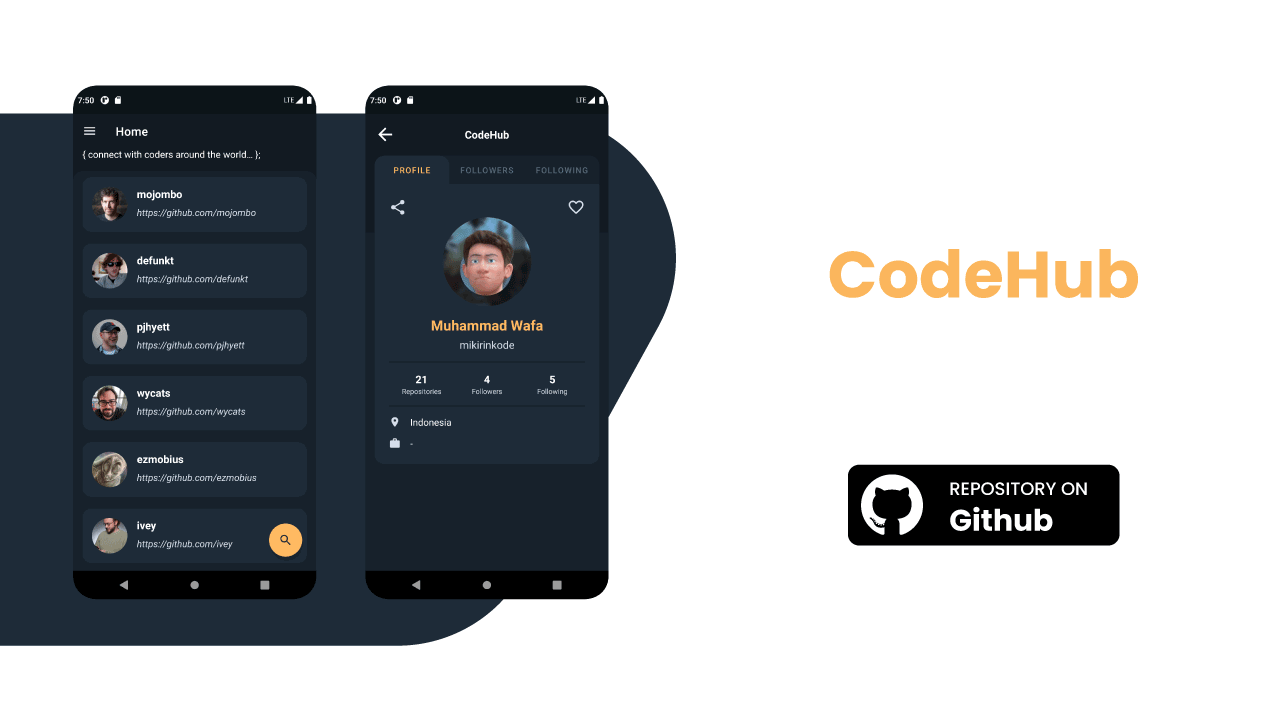 7:50
LTE
Home
{ connect with coders around the world... };
mojombo
https://github.com/mojombo
defunkt
https://github.com/defunkt
pjhyett
https://github.com/pjhyett
wycats
https://github.com/wycats
ezmobius
https://github.com/ezmobius
ivey
https://github.com/ivey
7:50
LTE
CodeHub
PROFILE FOLLOWERS FOLLOWING
Muhammad Wafa
mikirinkode
21 4 5
Repositories Followers Following
Indonesia
-
CodeHub
REPOSITORY ON
Github